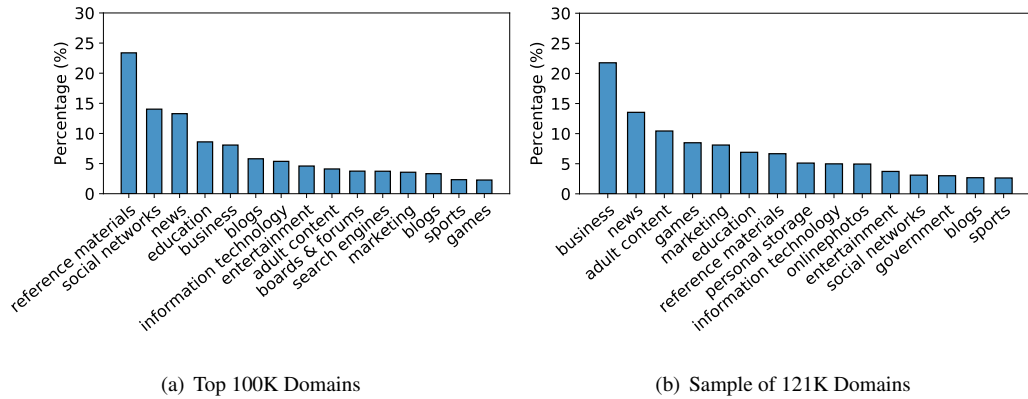 30
25
20
15
10
5
0
Percentage (%)
reference materials
social networks
news
education
business
blogs
information technology
entertainment
adult content
boards & forums
search engines
marketing
blogs
sports
games
(a) Top 100K Domains
30
25
20
15
10
5
0
Percentage (%)
business
news
adult content
games
marketing
education
reference materials
personal storage
information technology
onlinephotos
entertainment
social networks
government
blogs
sports
(b) Sample of 121K Domains